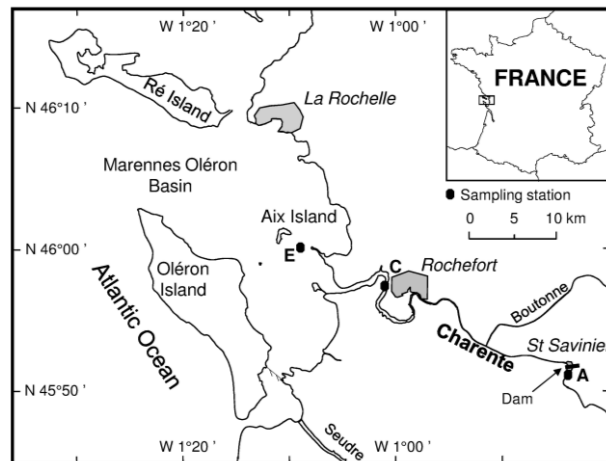 W 1°20 '
W 1°00 '
N 46°10 '
Ré Island
La Rochelle
FRANCE
Marennes Oléron
Basin
Sampling station
0 5 10 km
Aix Island
N 46°00 '
E
C
Rochefort
Oléron
Island
Atlantic Ocean
Boutonne
Charente
St Savinien
A
Dam
N 45°50 '
Seudre
W 1°20 '
W 1°00 '